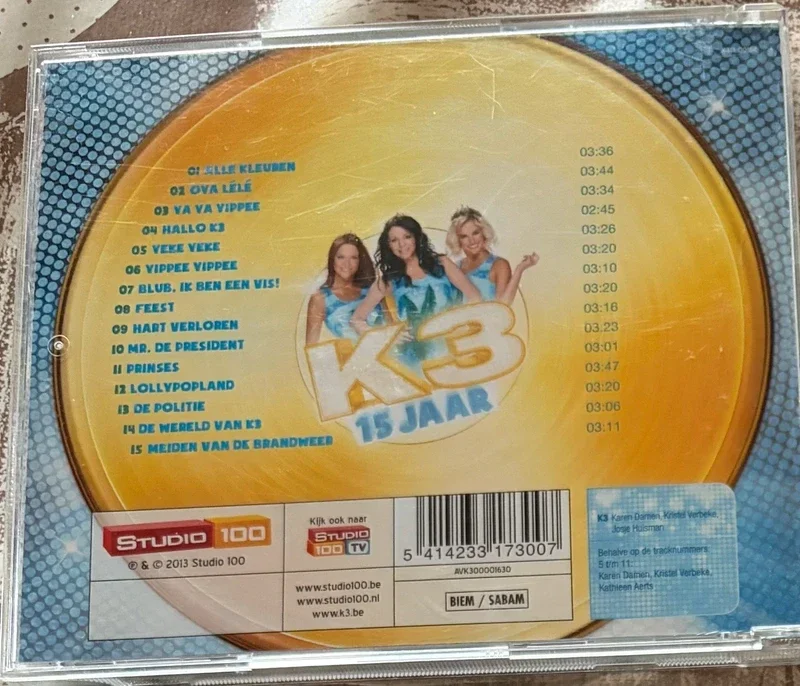 01 ALLE KLEUREN 03:36
02 OYA LÉLÉ 03:44
03 YA YA YIPPEE 03:34
04 HALLO K3 02:45
05 YEKE YEKE 03:26
06 YIPPEE YIPPEE 03:20
07 BLUB, IK BEN EEN VIS! 03:10
08 FEEST 03:20
09 HART VERLOREN 03:16
10 MR. DE PRESIDENT 03:23
11 PRINSES 03:01
12 LOLLYPOPLAND 03:47
13 DE POLITIE 03:20
14 DE WERELD VAN K3 03:06
15 MEIDEN VAN DE BRANDWEER 03:11
K3
15 JAAR
STUDIO 100
℗ & © 2013 Studio 100
Kijk ook naar
STUDIO
100 TV
www.studio100.be
www.studio100.nl
www.k3.be
5 414233 173007
AVK300001630
BIEM / SABAM
K3 Karen Damen, Kristel Verbeke,
Josje Huisman
Behalve op de tracknummers
5 t/m 11:
Karen Damen, Kristel Verbeke,
Kathleen Aerts